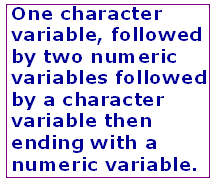 One character
variable, followed
by two numeric
variables followed
by a character
variable then
ending with a
numeric variable.